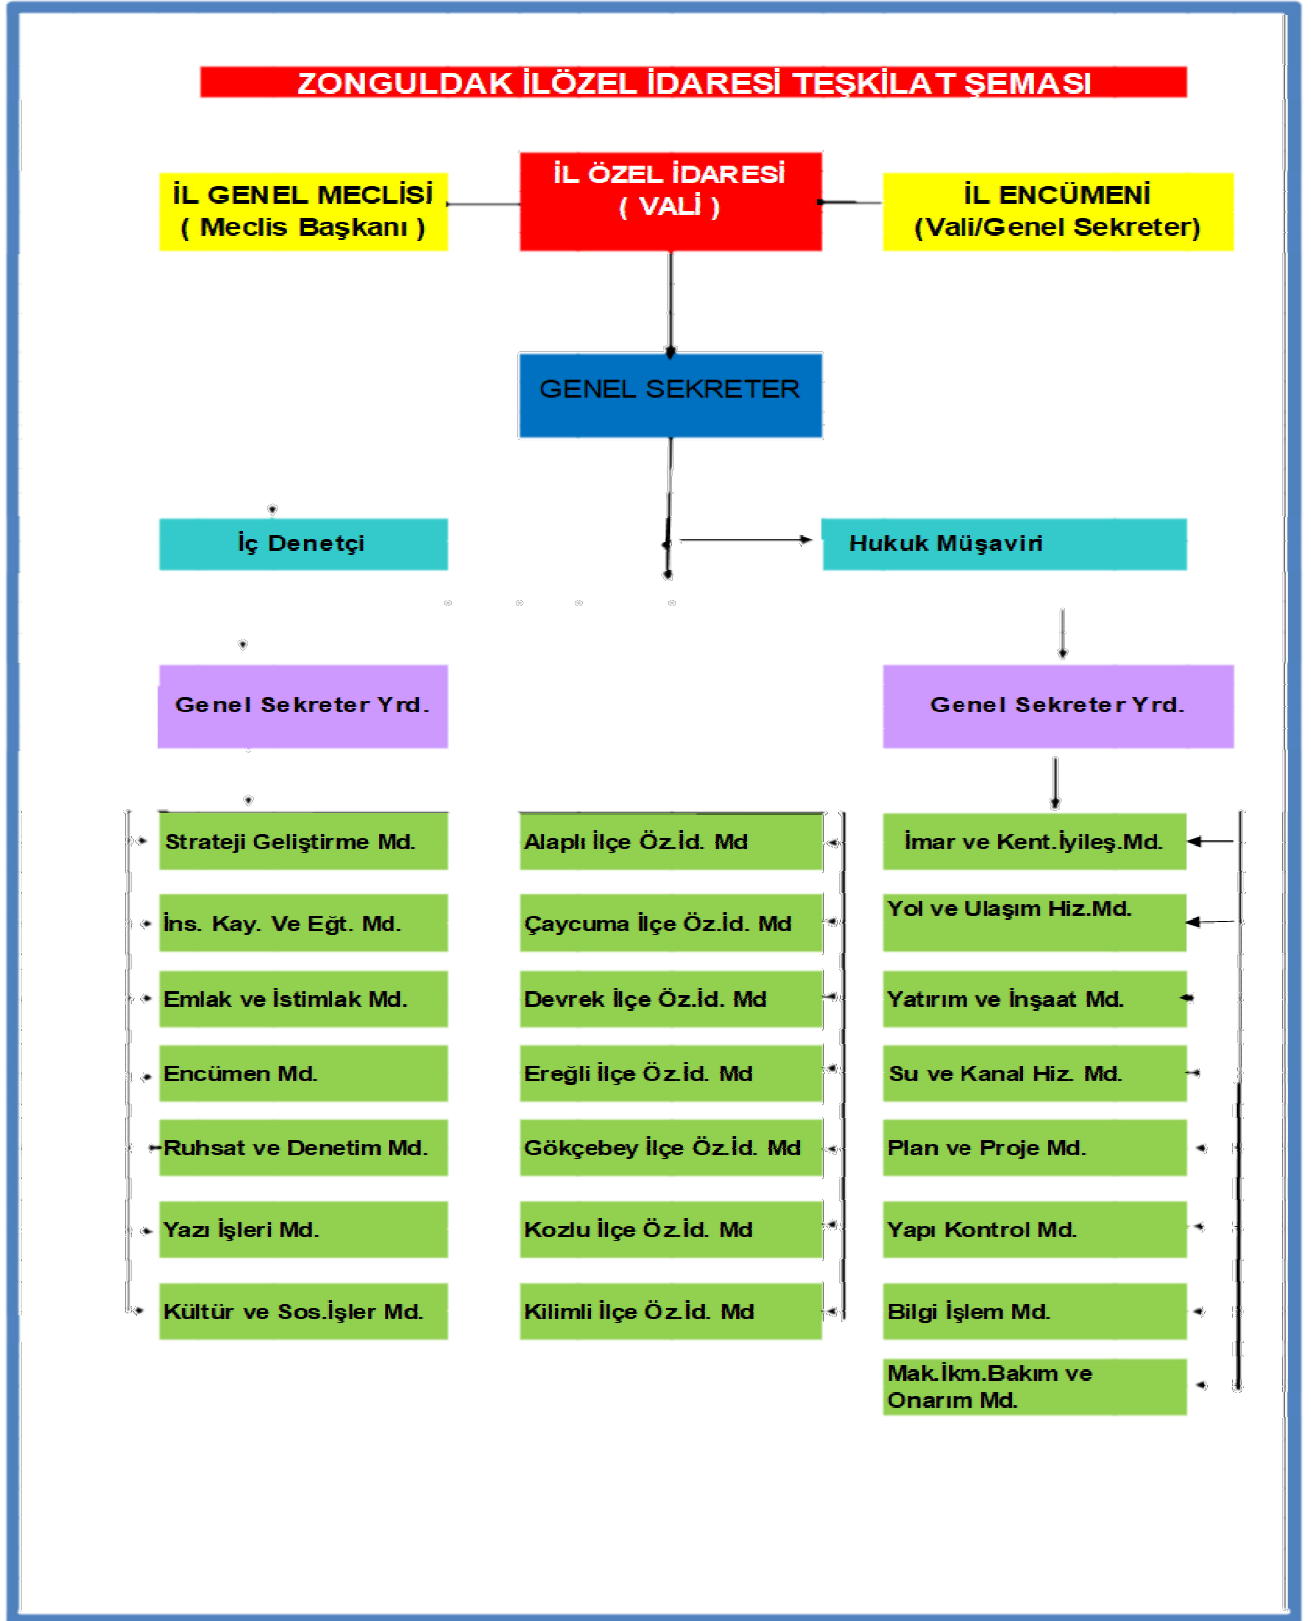 ZONGULDAK İLÖZEL İDARESİ TEŞKİLAT ŞEMASI
İL GENEL MECLİSİ
( Meclis Başkanı )
İL ÖZEL İDARESİ
( VALİ )
İL ENCÜMENİ
(Vali/Genel Sekreter)
GENEL SEKRETER
İç Denetçi
Hukuk Müşaviri
Genel Sekreter Yrd.
Genel Sekreter Yrd.
Strateji Geliştirme Md.
İns. Kay. Ve Eğt. Md.
Emlak ve İstimlak Md.
Encümen Md.
Ruhsat ve Denetim Md.
Yazı İşleri Md.
Kültür ve Sos.İşler Md.
Alaplı İlçe Öz.İd. Md
Çaycuma İlçe Öz.İd. Md
Devrek İlçe Öz.İd. Md
Ereğli İlçe Öz.İd. Md
Gökçebey İlçe Öz.İd. Md
Kozlu İlçe Öz.İd. Md
Kilimli İlçe Öz.İd. Md
İmar ve Kent.İyileş.Md.
Yol ve Ulaşım Hiz.Md.
Yatırım ve İnşaat Md.
Su ve Kanal Hiz. Md.
Plan ve Proje Md.
Yapı Kontrol Md.
Bilgi İşlem Md.
Mak.İkm.Bakım ve
Onarım Md.